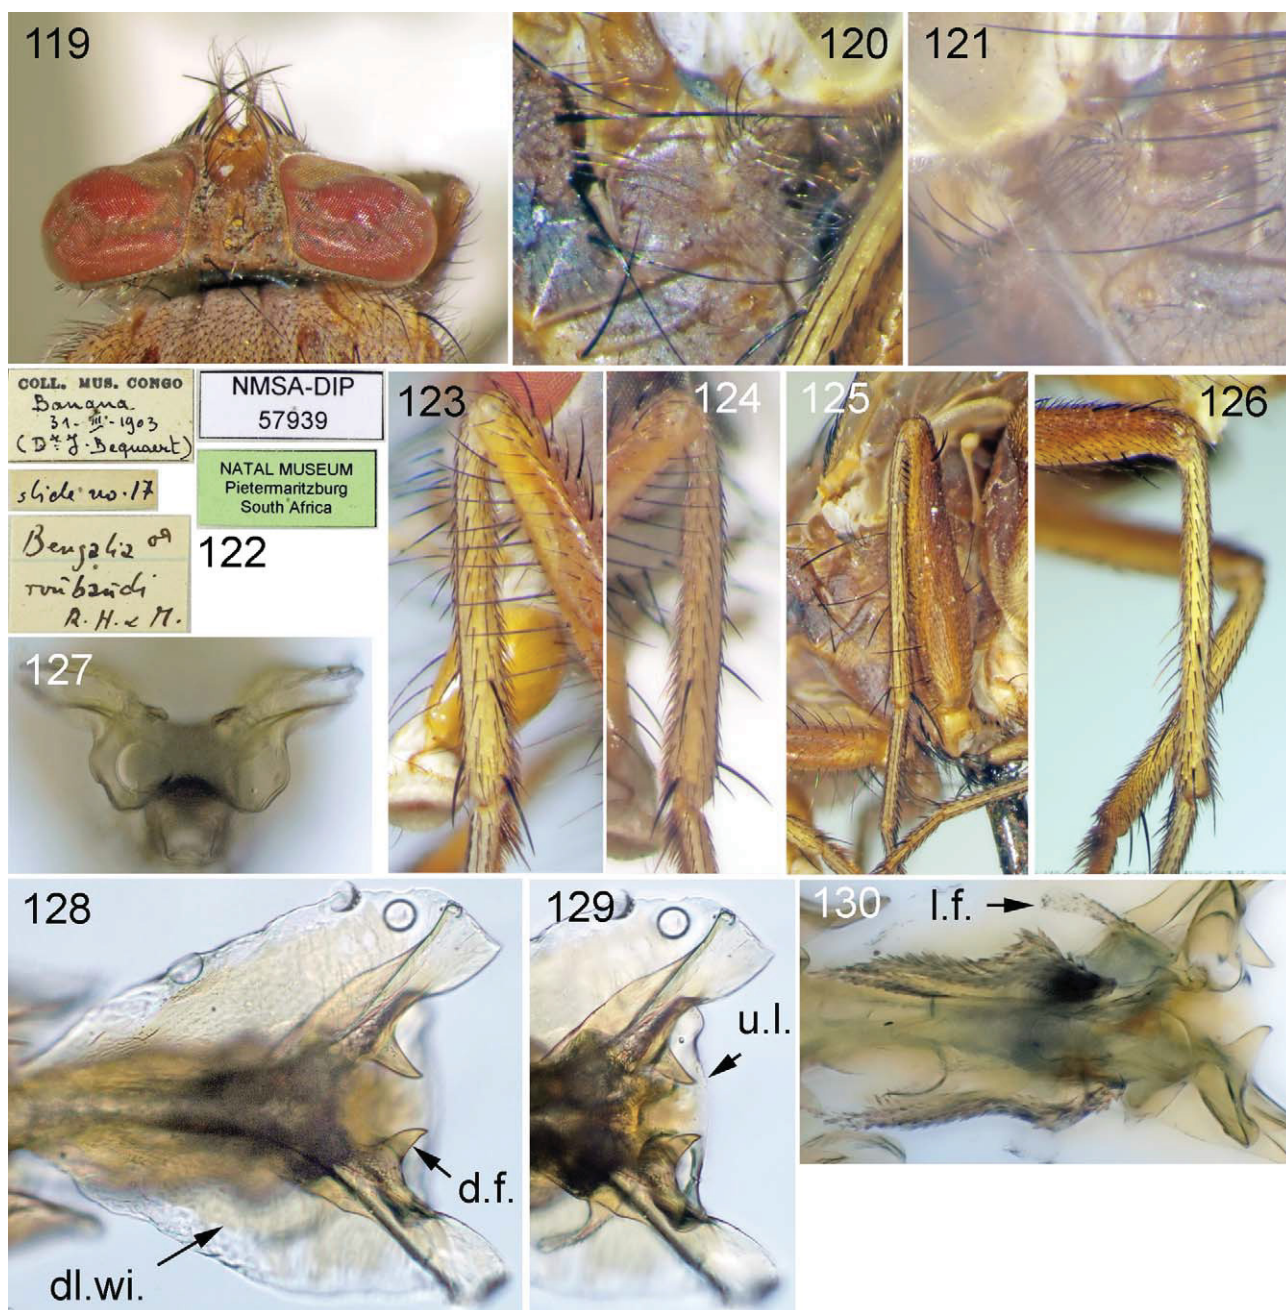 119
120
121
COLL. MUS. CONGO
Banana
31-III-1903
(Dr. J. Bequaert)
slide no. 17
Bengalia
roubaudi
R. H. & M.
NMSA-DIP
57939
NATAL MUSEUM
Pietermaritzburg
South Africa
122
123
124
125
126
127
128
d.f.
dl.wi.
129
u.l.
130
l.f.